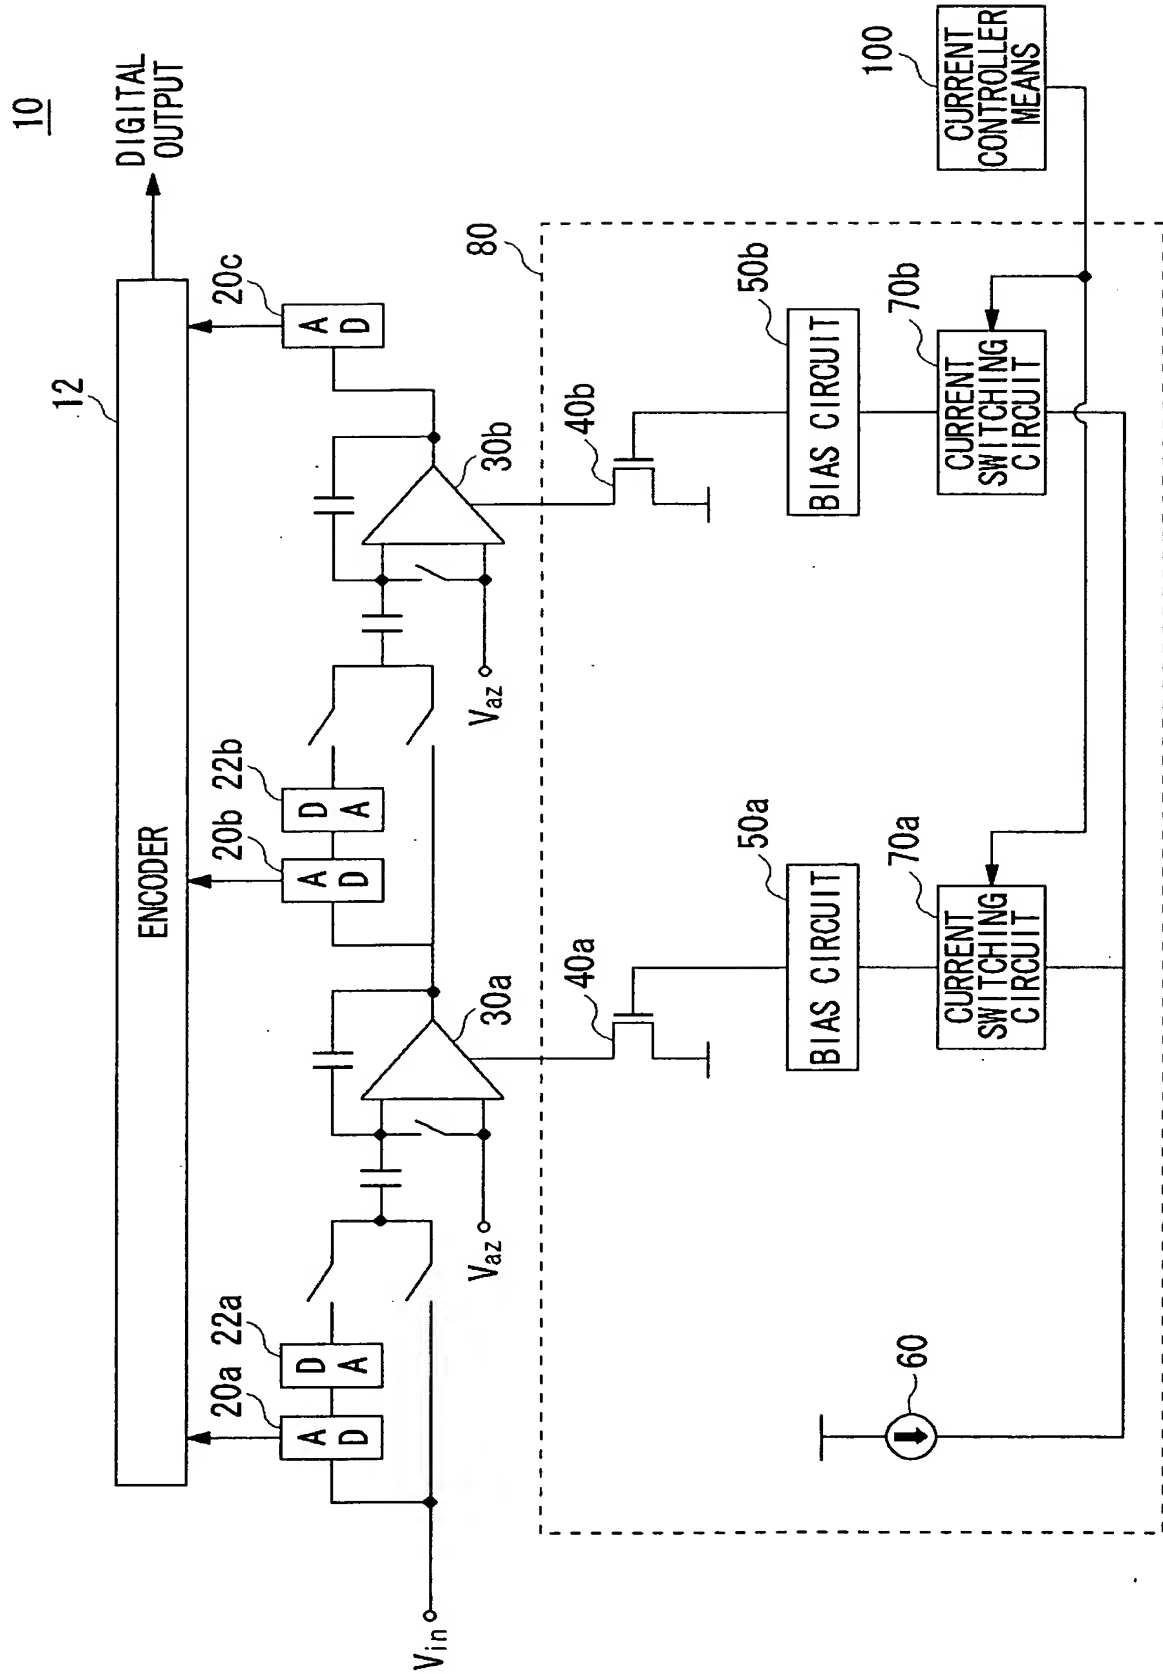 10
DIGITAL
OUTPUT
12
ENCODER
20a
22a
20b
22b
20c
A
D
D
A
A
D
D
A
A
D
Vin
Vaz
30a
Vaz
30b
80
40a
40b
50a
BIAS CIRCUIT
50b
BIAS CIRCUIT
60
70a
CURRENT
SWITCHING
CIRCUIT
70b
CURRENT
SWITCHING
CIRCUIT
100
CURRENT
CONTROLLER
MEANS